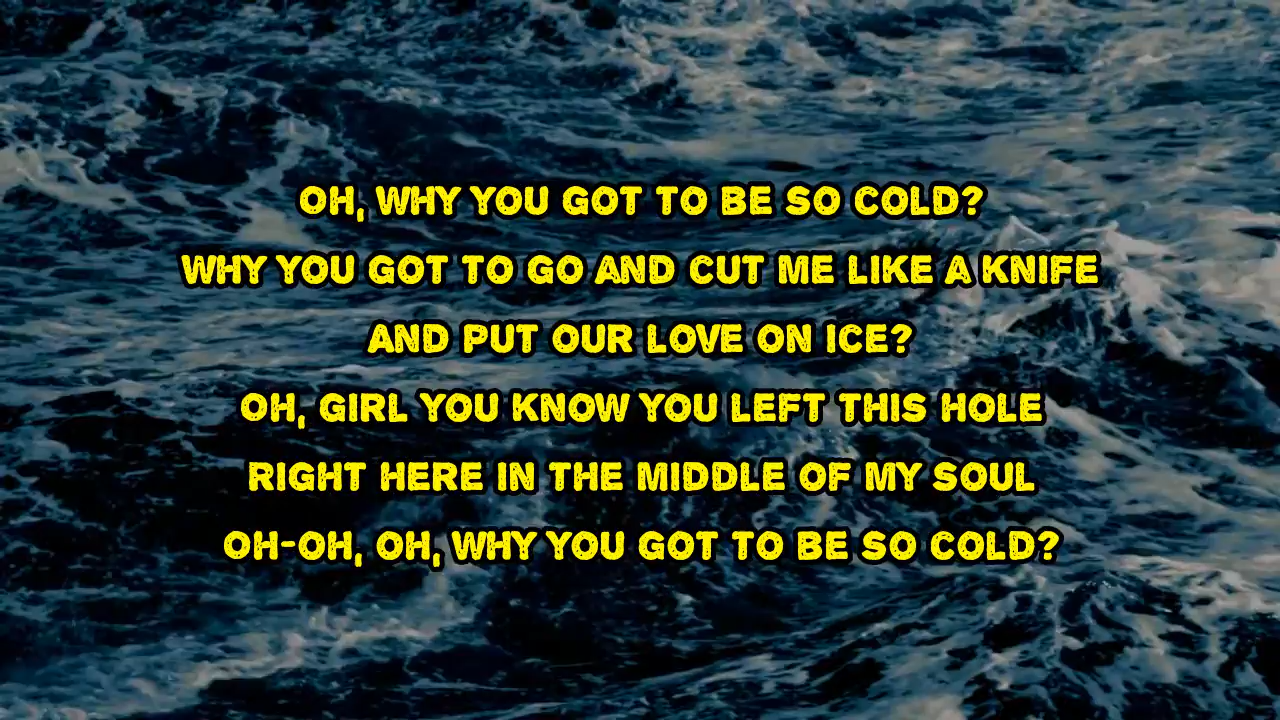 OH, WHY YOU GOT TO BE SO COLD?
WHY YOU GOT TO GO AND CUT ME LIKE A KNIFE
AND PUT OUR LOVE ON ICE?
OH, GIRL YOU KNOW YOU LEFT THIS HOLE
RIGHT HERE IN THE MIDDLE OF MY SOUL
OH-OH, OH, WHY YOU GOT TO BE SO COLD?